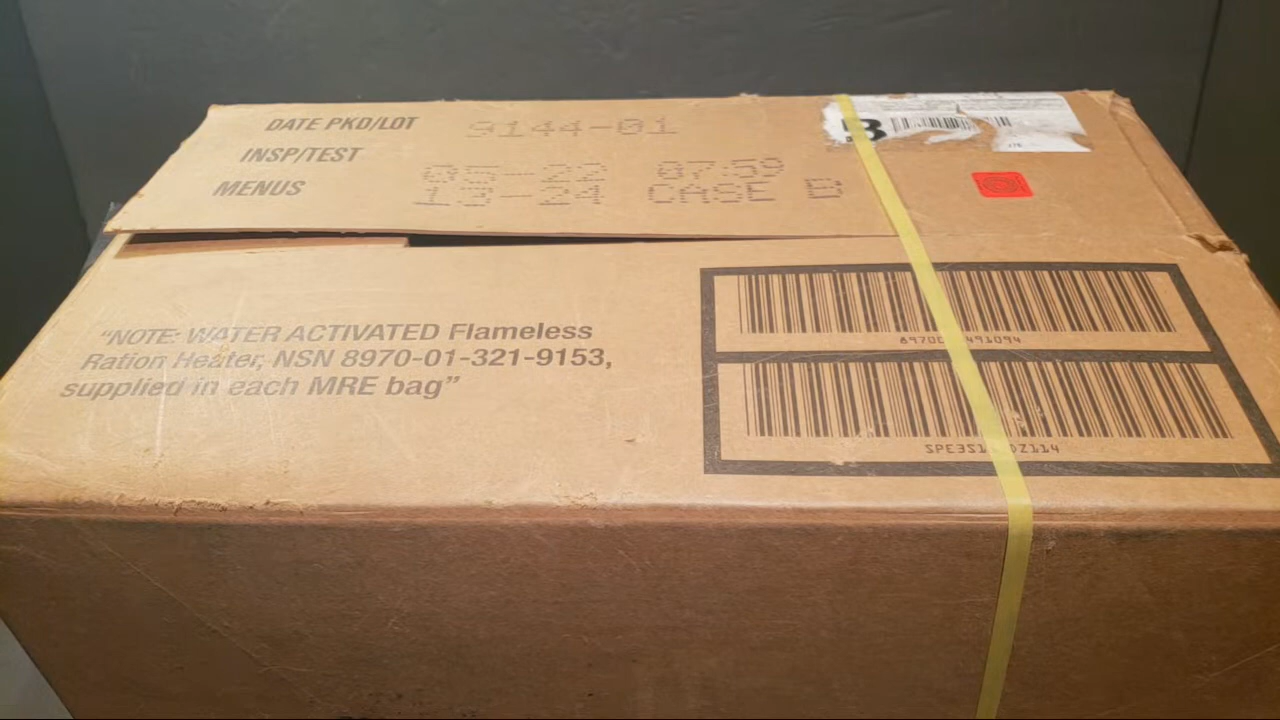 DATE PKD/LOT 9144-01
INSP/TEST 05-22 07:59
MENUS 13-24 CASE B
B
"NOTE: WATER ACTIVATED Flameless
Ration Heater, NSN 8970-01-321-9153,
supplied in each MRE bag"